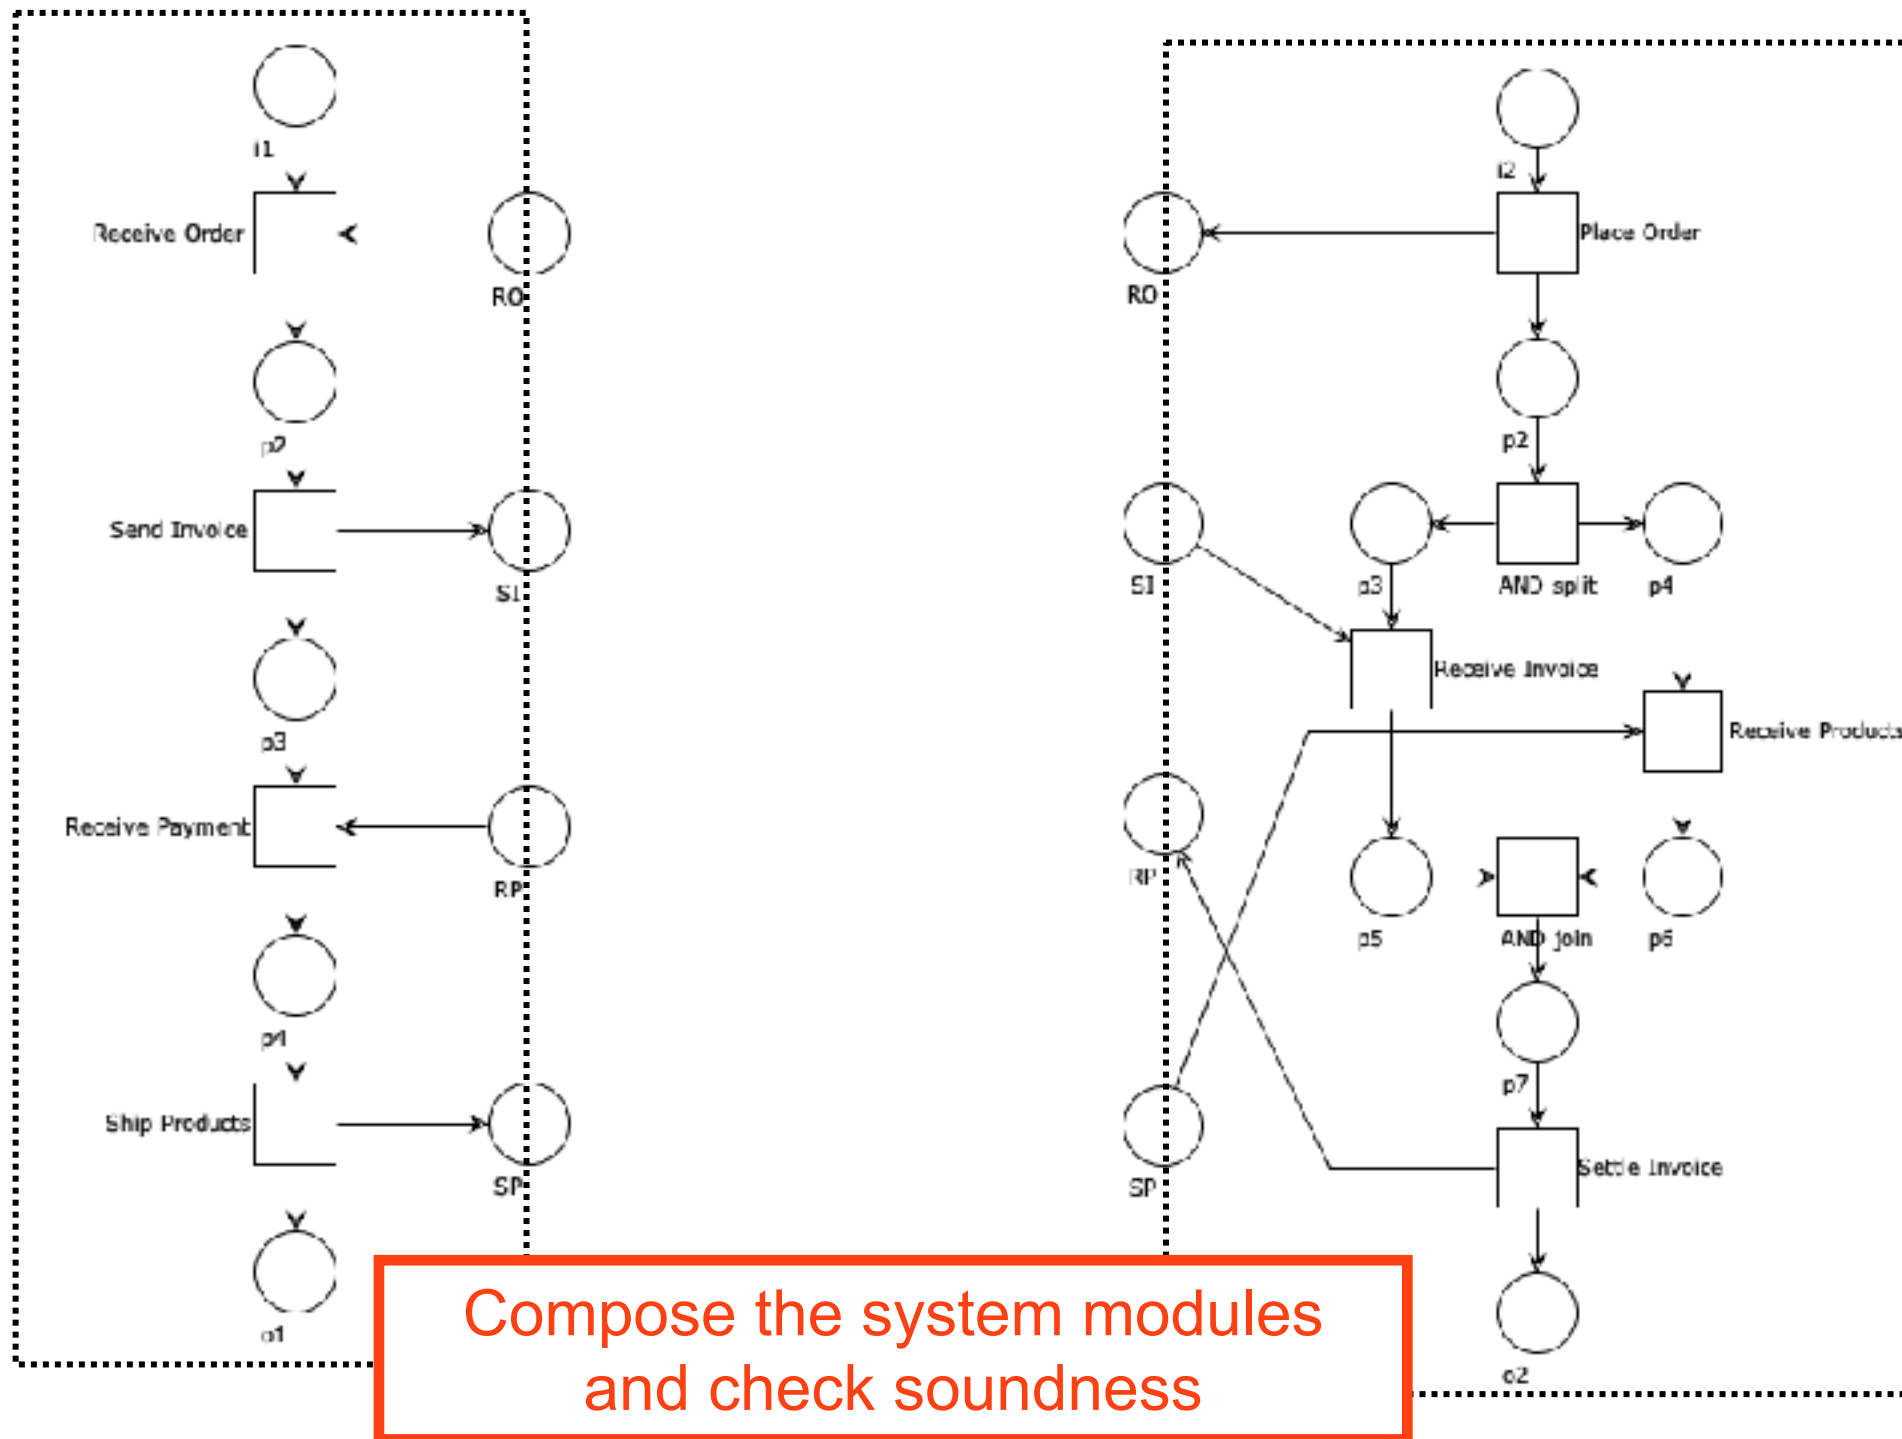 i1
Receive Order
RO
p2
Send Invoice
SI
p3
Receive Payment
RP
p4
Ship Products
SP
o1
i2
Place Order
RO
p2
SI
p3
AND split
p4
Receive Invoice
Receive Products
RP
p5
AND join
p6
p7
SP
Settle Invoice
o2
Compose the system modules
and check soundness